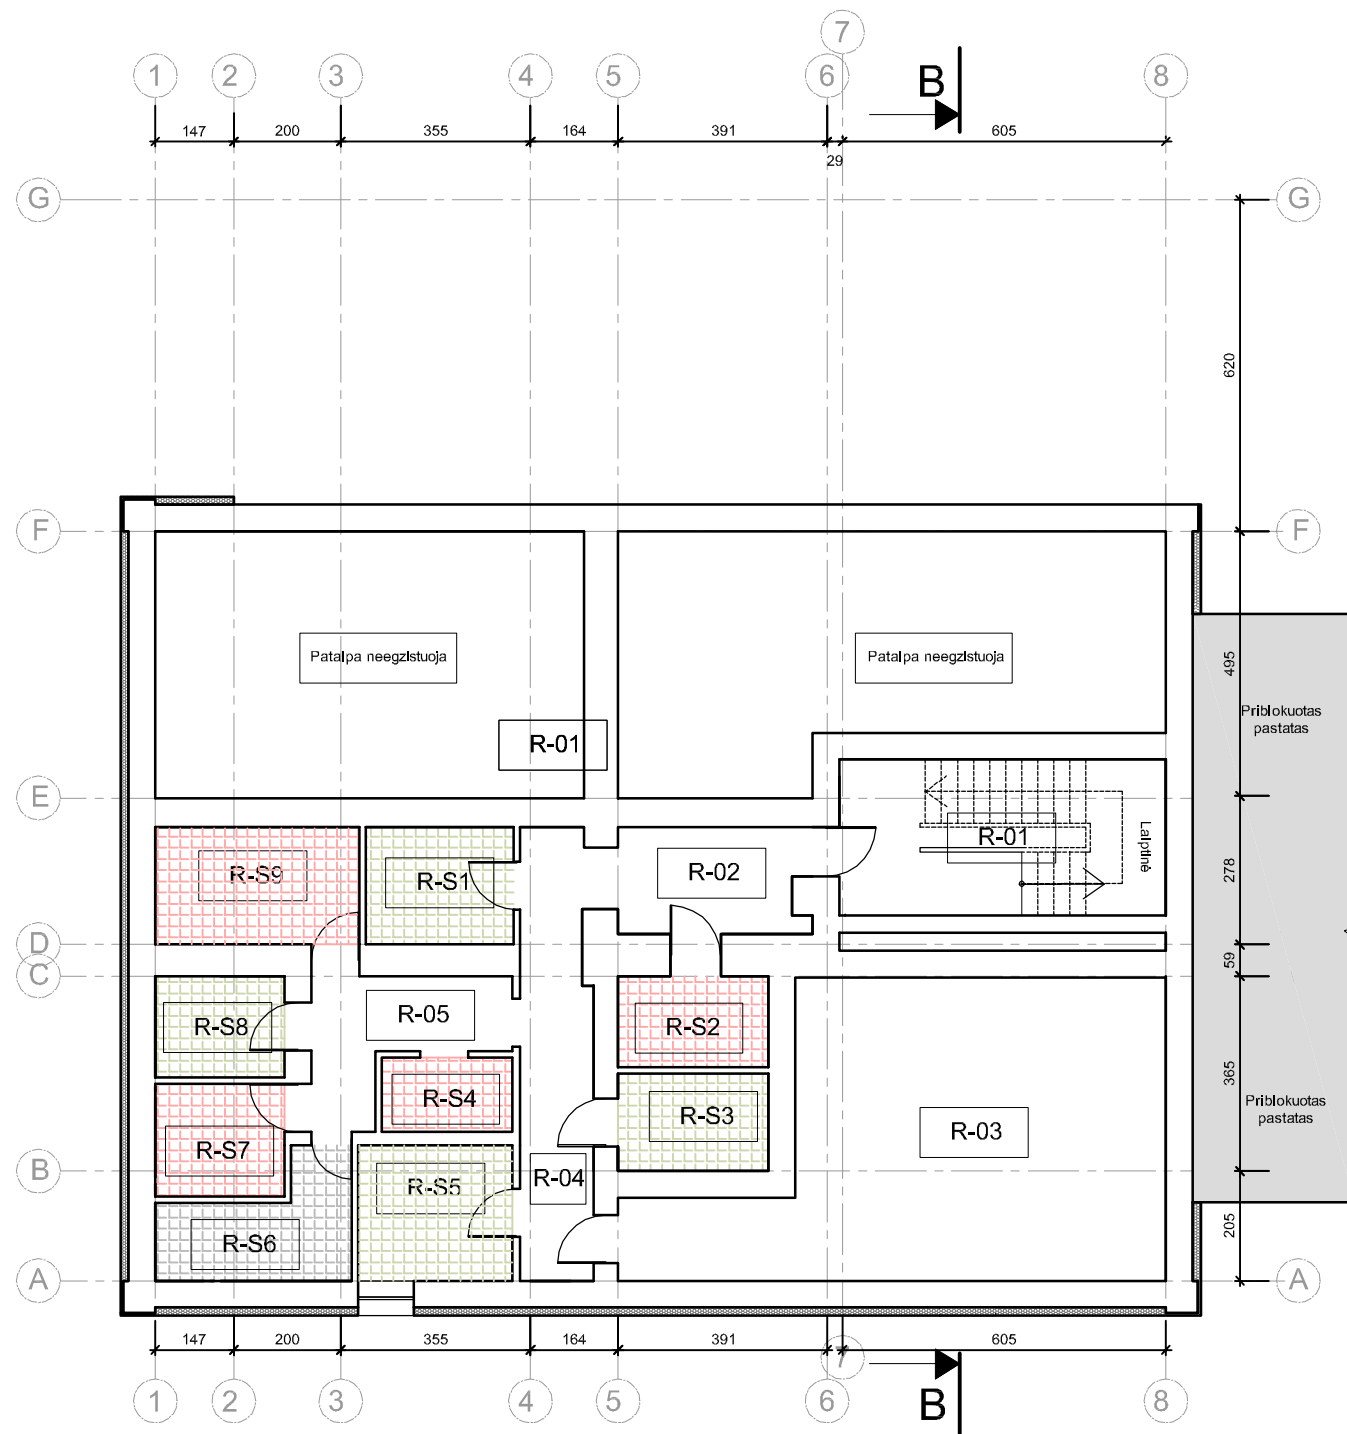 7
1
2
3
4
5
6
B
8
147
200
355
164
391
605
29
G
G
620
F
F
Patalpa neegzistuoja
Patalpa neegzistuoja
495
Priblokuotas
pastatas
R-01
E
R-01
Laiptinė
R-S9
R-S1
R-02
278
D
C
59
R-S8
R-05
R-S2
365
R-S4
R-S3
R-03
Priblokuotas
pastatas
R-S7
B
R-04
R-S5
205
R-S6
A
A
147
200
355
164
391
605
7
1
2
3
4
5
6
B
8